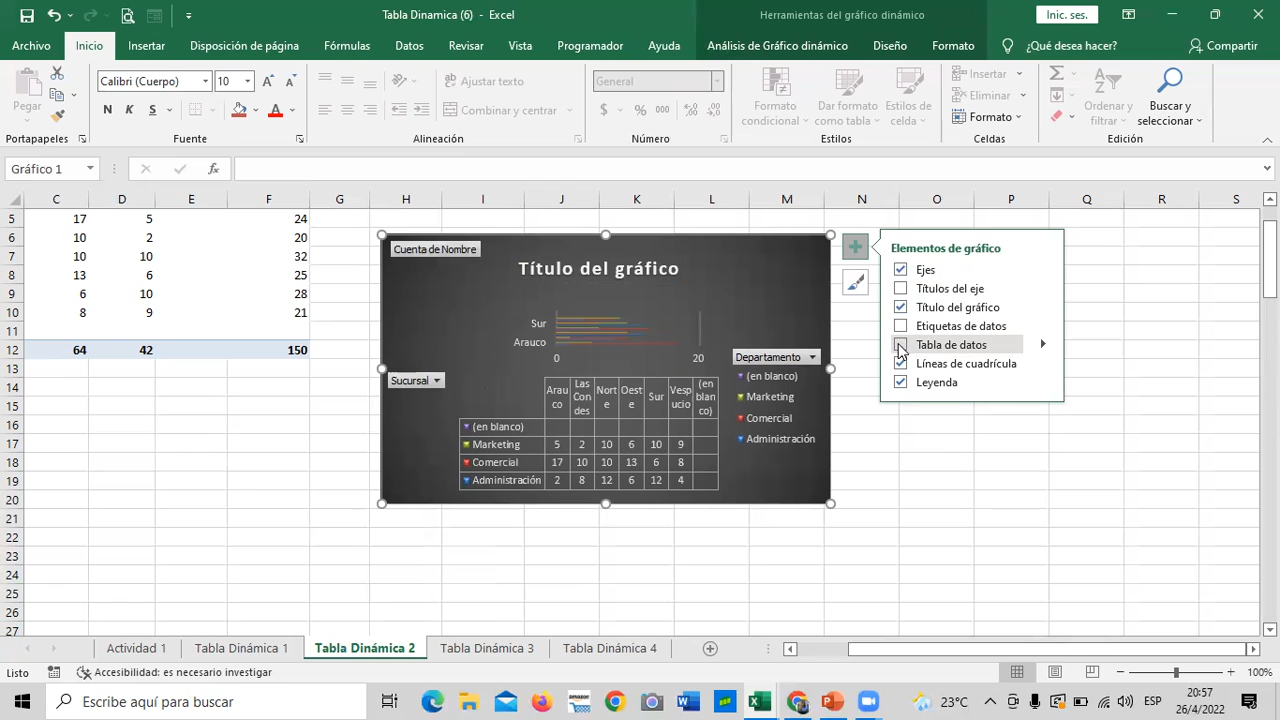 Tabla Dinamica (6) - Excel
Herramientas del gráfico dinámico
Inic. ses.
Archivo Inicio Insertar Disposición de página Fórmulas Datos Revisar Vista Programador Ayuda Análisis de Gráfico dinámico Diseño Formato ¿Qué desea hacer? Compartir
Pegar
Calibri (Cuerpo) 10
N K S
Ajustar texto
Combinar y centrar
General
$ % 000
Formato condicional
Dar formato como tabla
Estilos de celda
Insertar
Eliminar
Formato
Ordenar y filtrar
Buscar y seleccionar
Portapapeles Fuente Alineación Número Estilos Celdas Edición
Gráfico 1 fx
C D E F G H I J K L M N O P Q R S
5 17 5 24
6 10 2 20
7 10 10 32
8 13 6 25
9 6 10 28
10 8 9 21
11
12 64 42 150
13
14
15
16
17
18
19
20
21
22
23
24
25
26
27
Cuenta de Nombre
Título del gráfico
Sur
Arauco
0 20
Departamento
Sucursal
(en blanco)
Marketing
Comercial
Administración
Arau co Las Con des Nort e Oest e Sur Vesp ucio (en blan co)
(en blanco)
Marketing 5 2 10 6 10 9
Comercial 17 10 10 13 6 8
Administración 2 8 12 6 12 4
Elementos de gráfico
Ejes
Títulos del eje
Título del gráfico
Etiquetas de datos
Tabla de datos
Líneas de cuadrícula
Leyenda
Actividad 1 Tabla Dinámica 1 Tabla Dinámica 2 Tabla Dinámica 3 Tabla Dinámica 4
Listo Accesibilidad: es necesario investigar 100%
Escribe aquí para buscar
23°C
ESP
20:57
26/4/2022